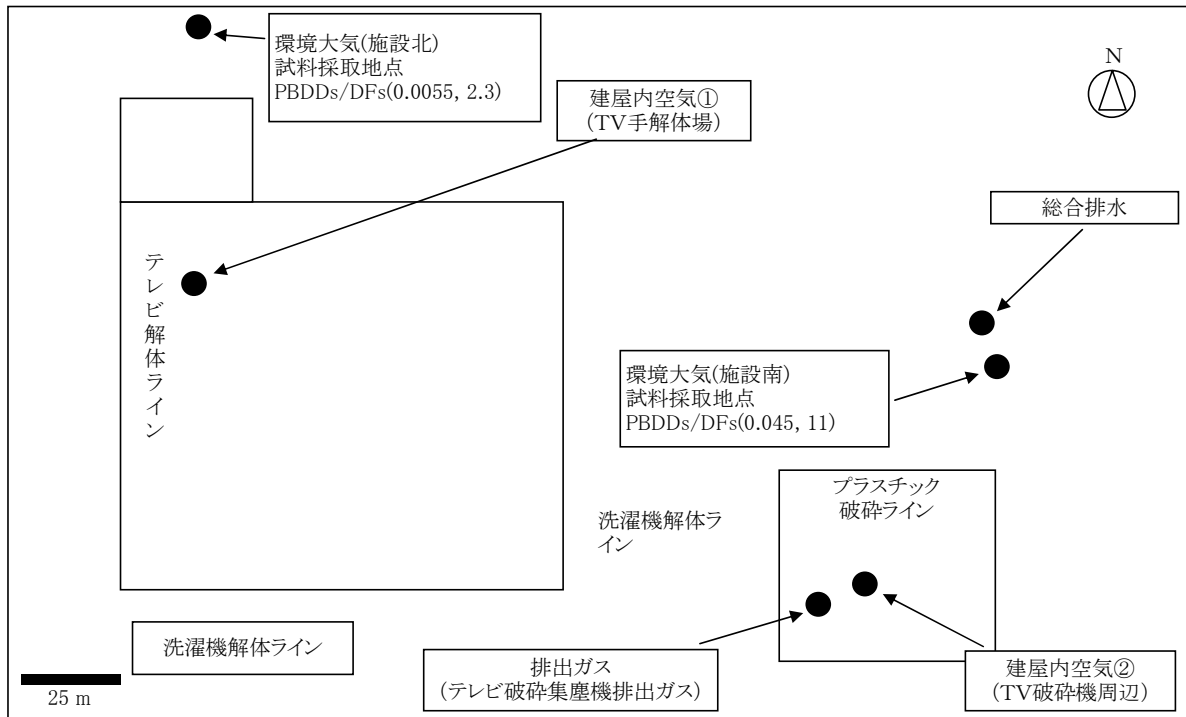 環境大気(施設北)
試料採取地点
PBDDs/DFs(0.0055, 2.3)
建屋内空気①
(TV手解体場)
N
総合排水
テレビ解体ライン
環境大気(施設南)
試料採取地点
PBDDs/DFs(0.045, 11)
プラスチック
破砕ライン
洗濯機解体ラ
イン
洗濯機解体ライン
排出ガス
(テレビ破砕集塵機排出ガス)
建屋内空気②
(TV破砕機周辺)
25 m